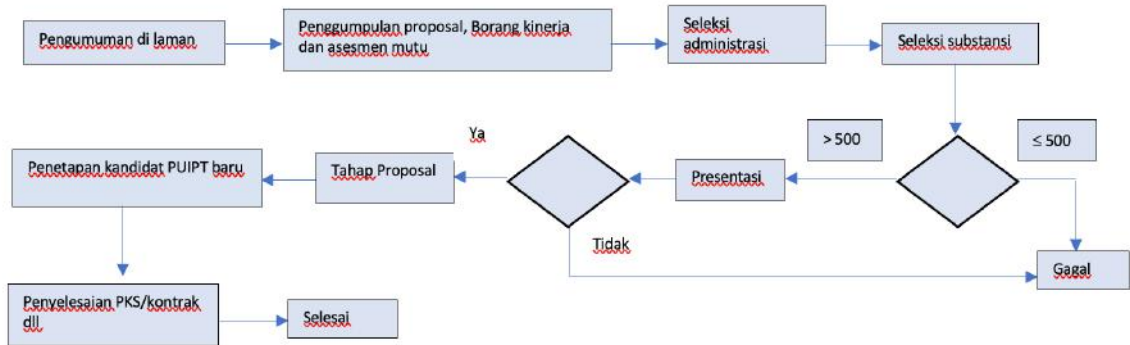 Pengumuman di laman
Penggumpulan proposal, Borang kinerja
dan asesmen mutu
Seleksi
administrasi
Seleksi substansi
> 500
≤ 500
Presentasi
Ya
Tidak
Tahap Proposal
Penetapan kandidat PUIPT baru
Gagal
Penyelesaian PKS/kontrak
dll
Selesai